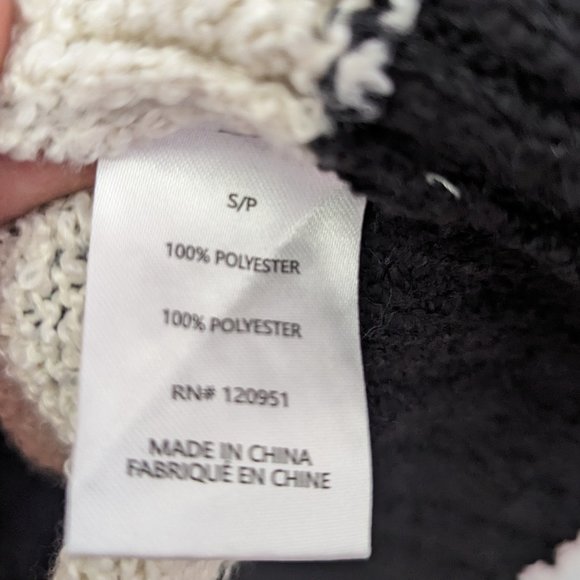 S/P
100% POLYESTER
100% POLYESTER
RN# 120951
MADE IN CHINA
FABRIQUÉ EN CHINE